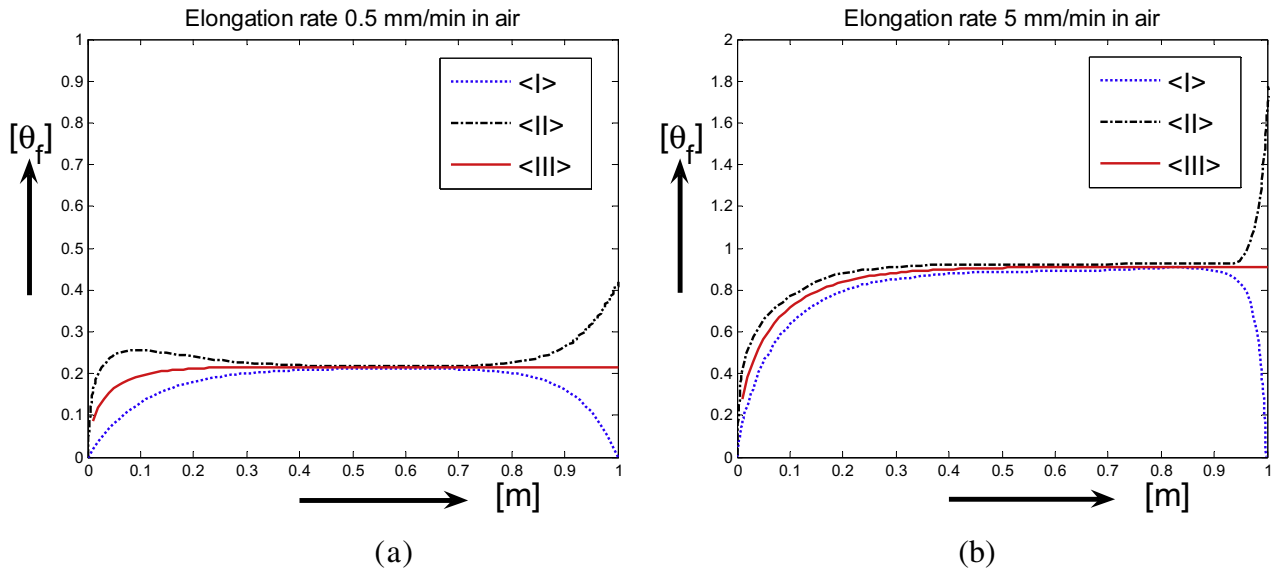 Elongation rate 0.5 mm/min in air
1
0.9
0.8
0.7
0.6
0.5
0.4
0.3
0.2
0.1
0
[θf]
<I>
<II>
<III>
0 0.1 0.2 0.3 0.4 0.5 0.6 0.7 0.8 0.9 1
[m]
(a)
Elongation rate 5 mm/min in air
2
1.8
1.6
1.4
1.2
1
0.8
0.6
0.4
0.2
0
[θf]
<I>
<II>
<III>
0 0.1 0.2 0.3 0.4 0.5 0.6 0.7 0.8 0.9 1
[m]
(b)